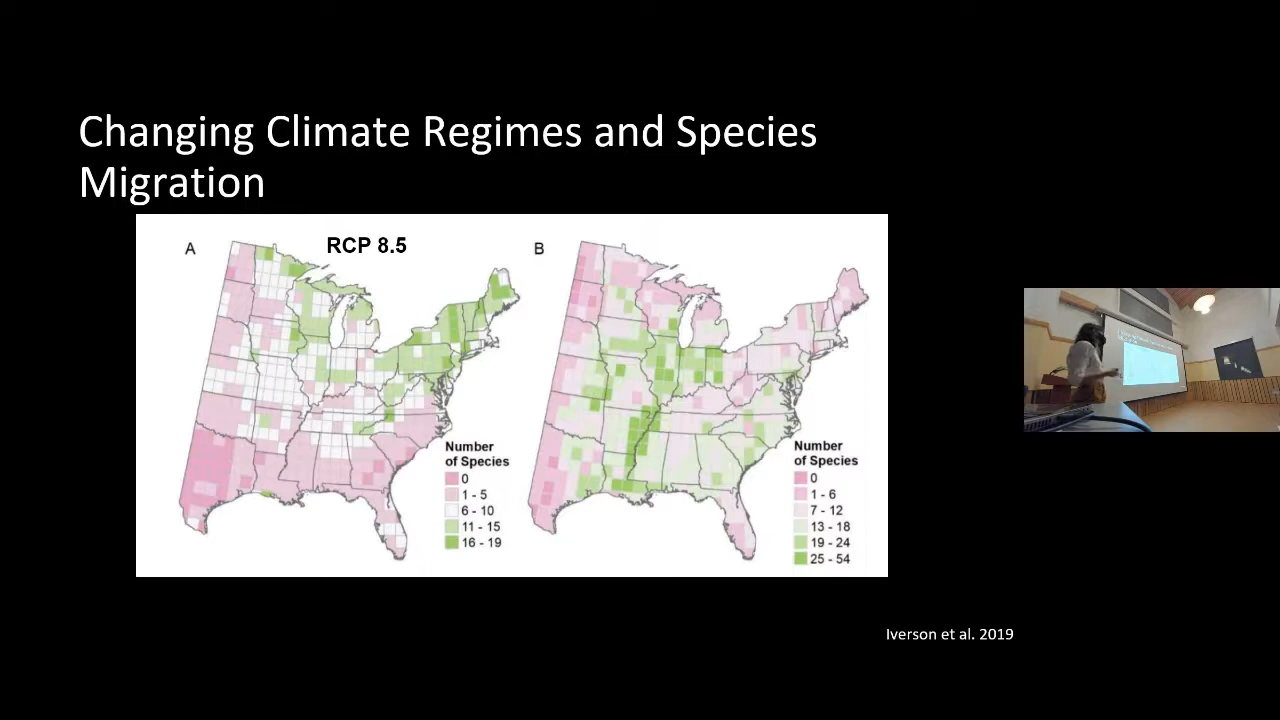 Changing Climate Regimes and Species
Migration
A
RCP 8.5
B
Number
of Species
0
1 - 5
6 - 10
11 - 15
16 - 19
Number
of Species
0
1 - 6
7 - 12
13 - 18
19 - 24
25 - 54
Iverson et al. 2019